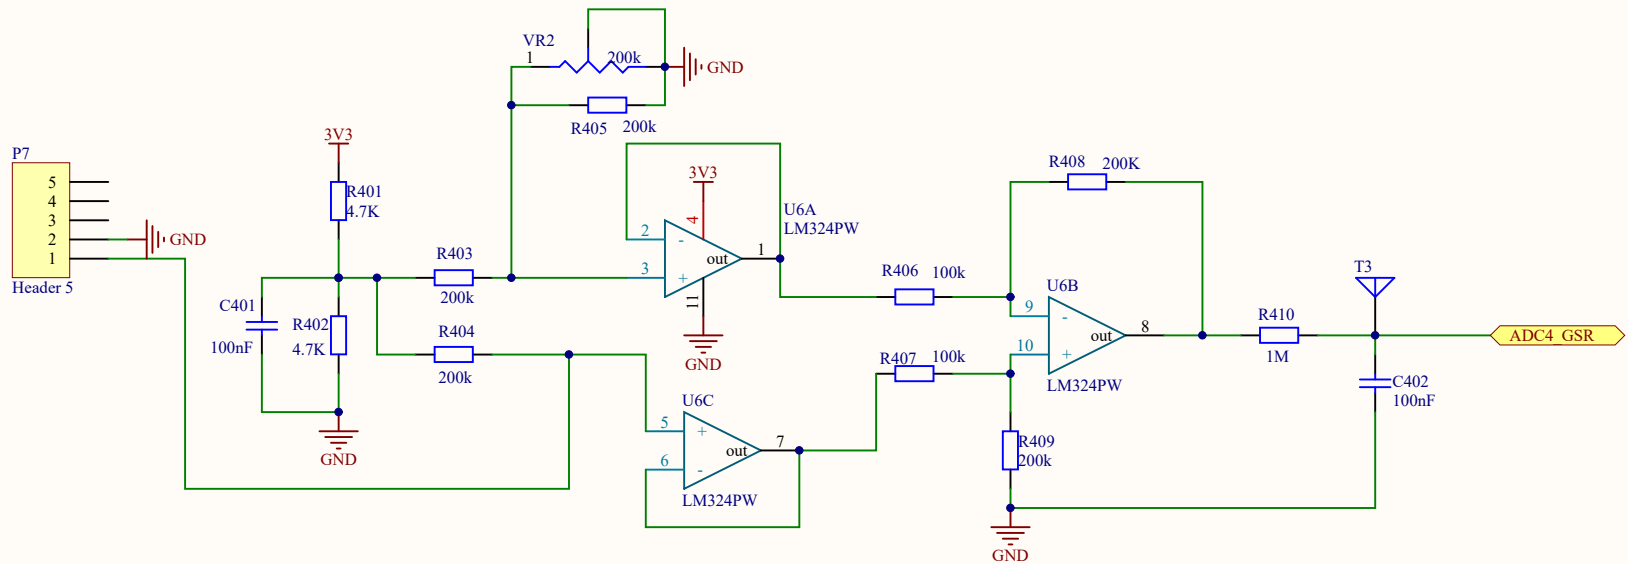 VR2
1
200k
GND
R405
200k
P7
5
4
3
2
1
GND
Header 5
3V3
R401
4.7K
R403
200k
C401
100nF
R402
4.7K
R404
200k
GND
3V3
4
U6A
LM324PW
2
-
3
+
out
1
11
GND
U6C
5
+
6
-
out
7
LM324PW
R406
100k
R407
100k
R408
200K
U6B
9
-
10
+
out
8
LM324PW
R409
200k
GND
R410
1M
T3
ADC4_GSR
C402
100nF